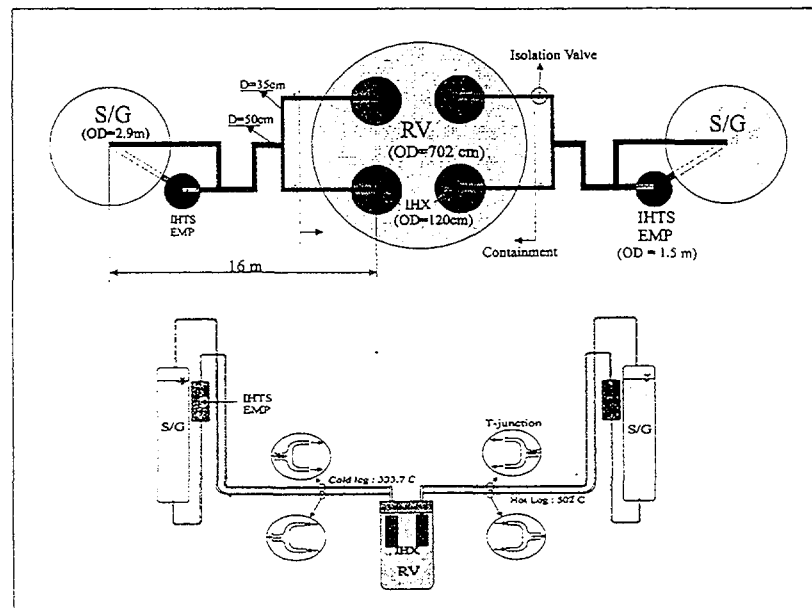 Isolation Valve
D=35cm
D=50cm
S/G
(OD=2.9m)
RV
(OD=702 cm)
S/G
IHTS
EMP
IHX
(OD=120cm)
IHTS
EMP
(OD = 1.5 m)
Containment
16 m
IHTS
EMP
S/G
T-junction
S/G
Cold leg : 333.7 C
Hot Log : 502 C
IHX
RV